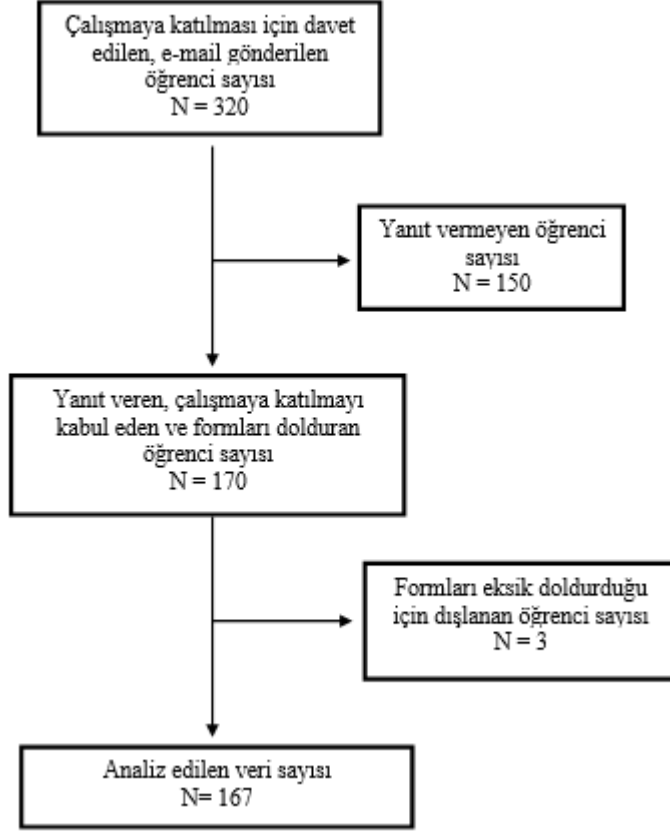 Çalışmaya katılması için davet
edilen, e-mail gönderilen
öğrenci sayısı
N = 320
Yanıt vermeyen öğrenci
sayısı
N = 150
Yanıt veren, çalışmaya katılmayı
kabul eden ve formları dolduran
öğrenci sayısı
N = 170
Formları eksik doldurduğu
için dışlanan öğrenci sayısı
N = 3
Analiz edilen veri sayısı
N= 167